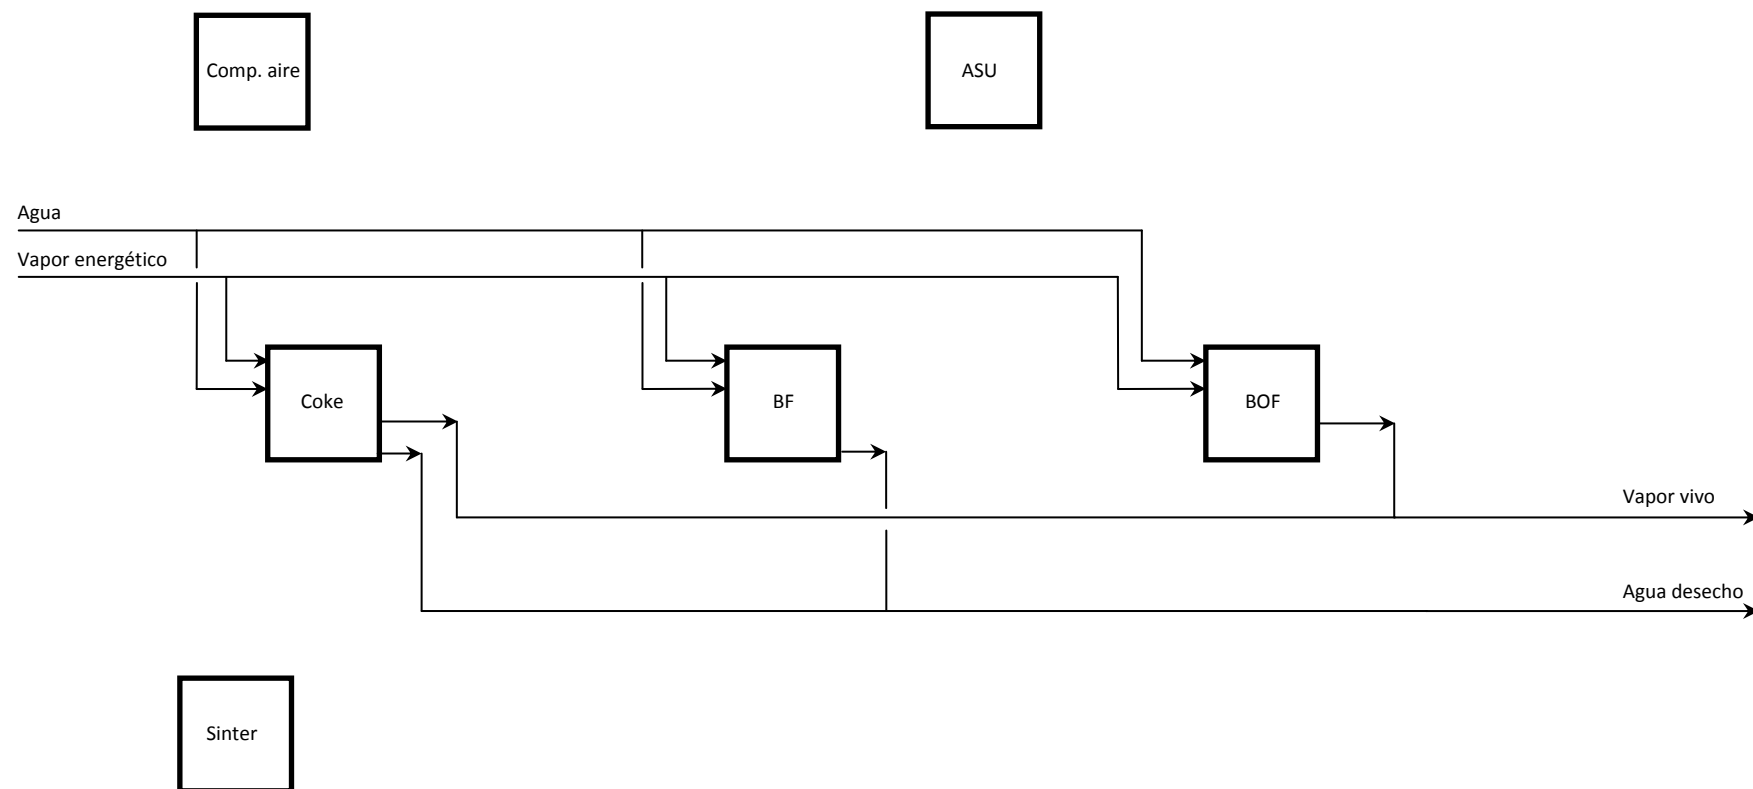 Comp. aire
ASU
Agua
Vapor energético
Coke
BF
BOF
Vapor vivo
Agua desecho
Sinter